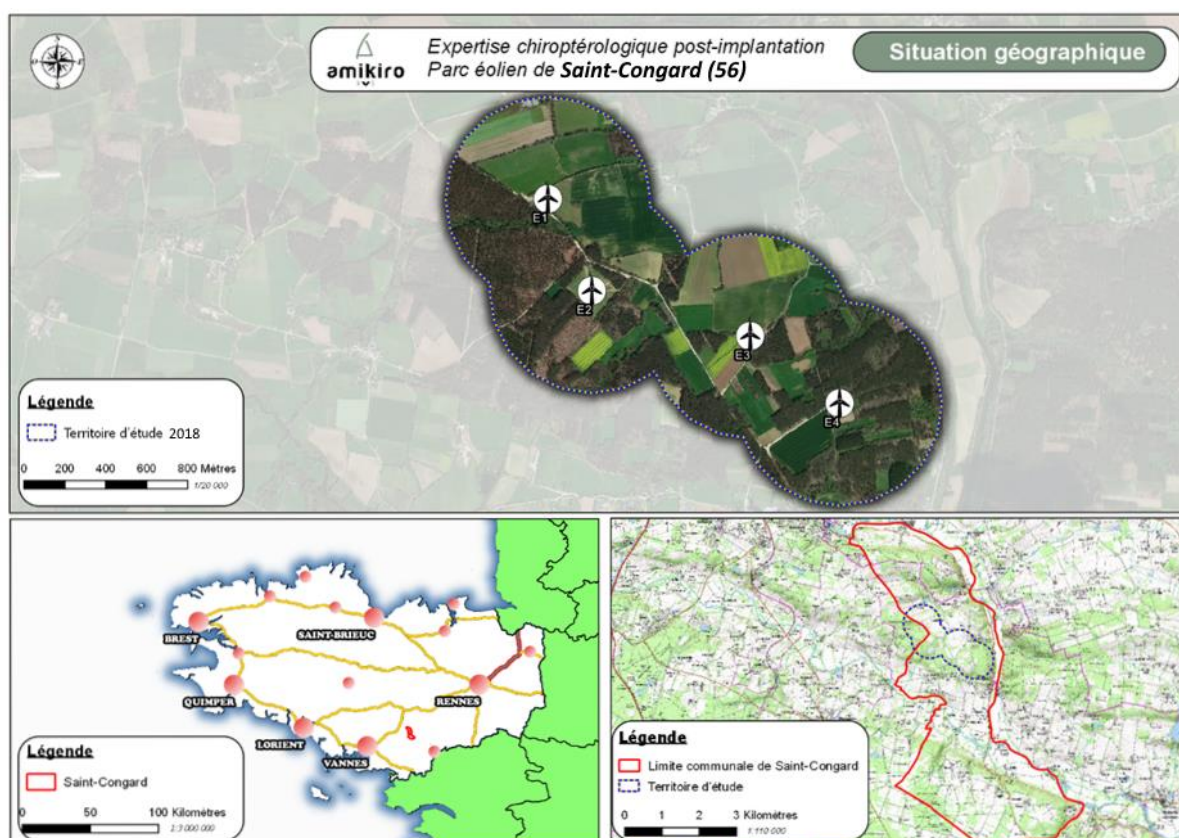 amikiro
Expertise chiroptérologique post-implantation
Parc éolien de Saint-Congard (56)
Situation géographique
E1
E2
E3
E4
Légende
Territoire d'étude 2018
0 200 400 600 800 Mètres
1/20 000
BREST
SAINT-BRIEUC
QUIMPER
RENNES
LORIENT
VANNES
Légende
Saint-Congard
0 50 100 Kilomètres
1:3 000 000
Légende
Limite communale de Saint-Congard
Territoire d'étude
0 1 2 3 Kilomètres
1:110 000